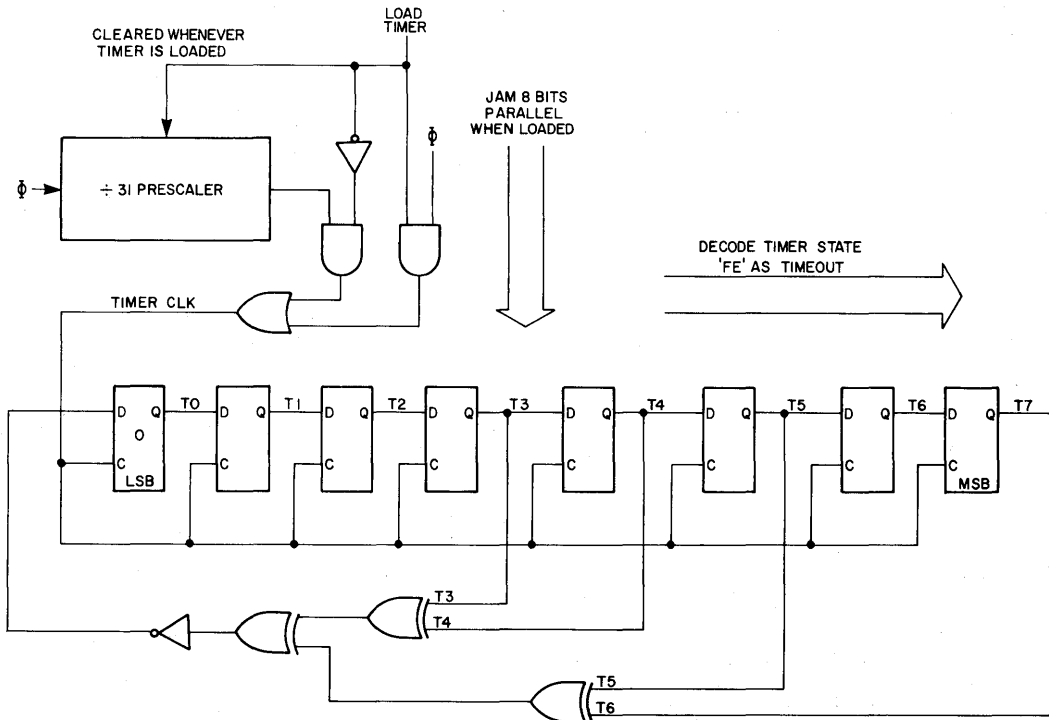 LOAD
TIMER
CLEARED WHENEVER
TIMER IS LOADED
JAM 8 BITS
PARALLEL
WHEN LOADED
Φ
Φ
÷ 31 PRESCALER
DECODE TIMER STATE
'FE' AS TIMEOUT
TIMER CLK
D Q T0 D Q T1 D Q T2 D Q T3 D Q T4 D Q T5 D Q T6 D Q T7
O
C C C C C C C C
LSB MSB
T3
T4
T5
T6